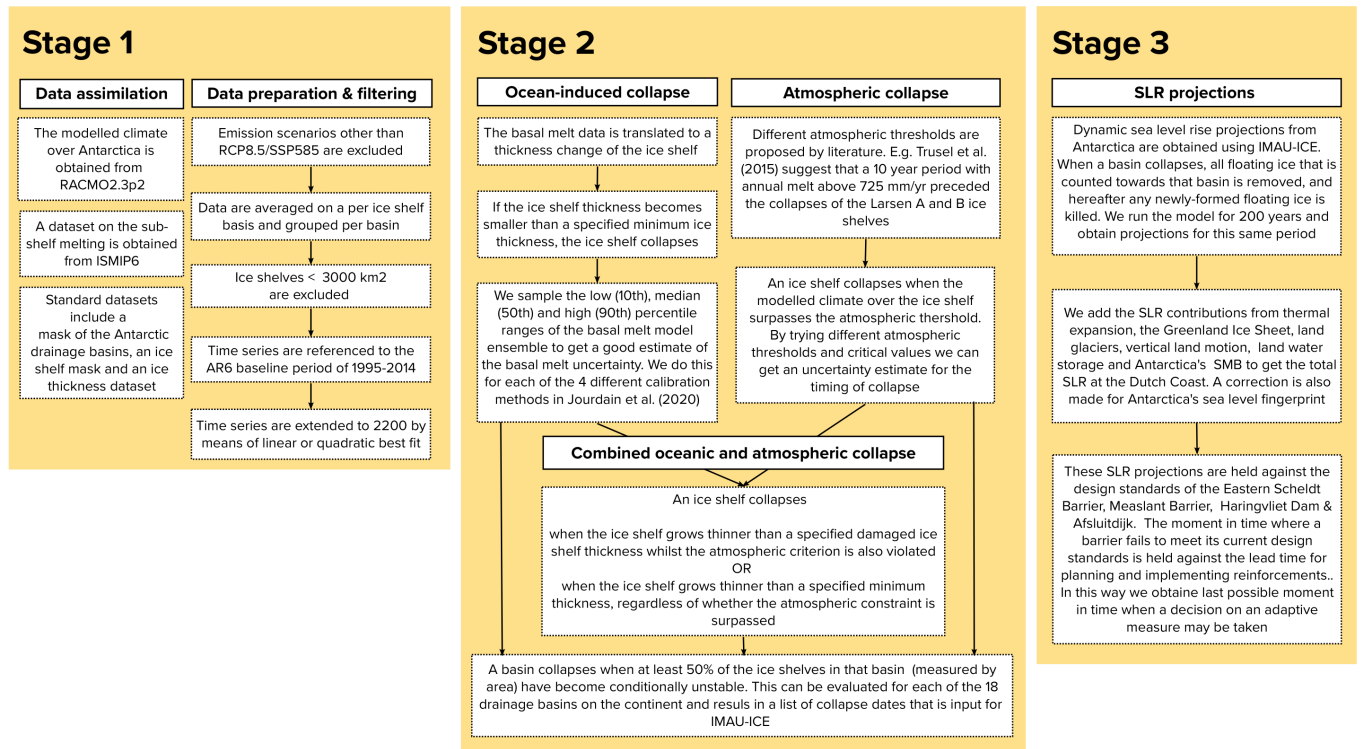 Stage 1
Data assimilation
The modelled climate
over Antarctica is
obtained from
RACMO2.3p2
A dataset on the sub-
shelf melting is obtained
from ISMIP6
Standard datasets
include a
mask of the Antarctic
drainage basins, an ice
shelf mask and an ice
thickness dataset
Data preparation & filtering
Emission scenarios other than
RCP8.5/SSP585 are excluded
Data are averaged on a per ice shelf
basis and grouped per basin
Ice shelves < 3000 km2
are excluded
Time series are referenced to the
AR6 baseline period of 1995-2014
Time series are extended to 2200 by
means of linear or quadratic best fit
Stage 2
Ocean-induced collapse
The basal melt data is translated to a
thickness change of the ice shelf
If the ice shelf thickness becomes
smaller than a specified minimum ice
thickness, the ice shelf collapses
We sample the low (10th), median
(50th) and high (90th) percentile
ranges of the basal melt model
ensemble to get a good estimate of
the basal melt uncertainty. We do this
for each of the 4 different calibration
methods in Jourdain et al. (2020)
Atmospheric collapse
Different atmospheric thresholds are
proposed by literature. E.g. Trusel et al.
(2015) suggest that a 10 year period with
annual melt above 725 mm/yr preceded
the collapses of the Larsen A and B ice
shelves
An ice shelf collapses when the
modelled climate over the ice shelf
surpasses the atmospheric thershold.
By trying different atmospheric
thresholds and critical values we can
get an uncertainty estimate for the
timing of collapse
Combined oceanic and atmospheric collapse
An ice shelf collapses
when the ice shelf grows thinner than a specified damaged ice
shelf thickness whilst the atmospheric criterion is also violated
OR
when the ice shelf grows thinner than a specified minimum
thickness, regardless of whether the atmospheric constraint is
surpassed
A basin collapses when at least 50% of the ice shelves in that basin (measured by
area) have become conditionally unstable. This can be evaluated for each of the 18
drainage basins on the continent and resuls in a list of collapse dates that is input for
IMAU-ICE
Stage 3
SLR projections
Dynamic sea level rise projections from
Antarctica are obtained using IMAU-ICE.
When a basin collapses, all floating ice that is
counted towards that basin is removed, and
hereafter any newly-formed floating ice is
killed. We run the model for 200 years and
obtain projections for this same period
We add the SLR contributions from thermal
expansion, the Greenland Ice Sheet, land
glaciers, vertical land motion, land water
storage and Antarctica's SMB to get the total
SLR at the Dutch Coast. A correction is also
made for Antarctica's sea level fingerprint
These SLR projections are held against the
design standards of the Eastern Scheldt
Barrier, Measlant Barrier, Haringvliet Dam &
Afsluitdijk. The moment in time where a
barrier fails to meet its current design
standards is held against the lead time for
planning and implementing reinforcements..
In this way we obtaine last possible moment
in time when a decision on an adaptive
measure may be taken